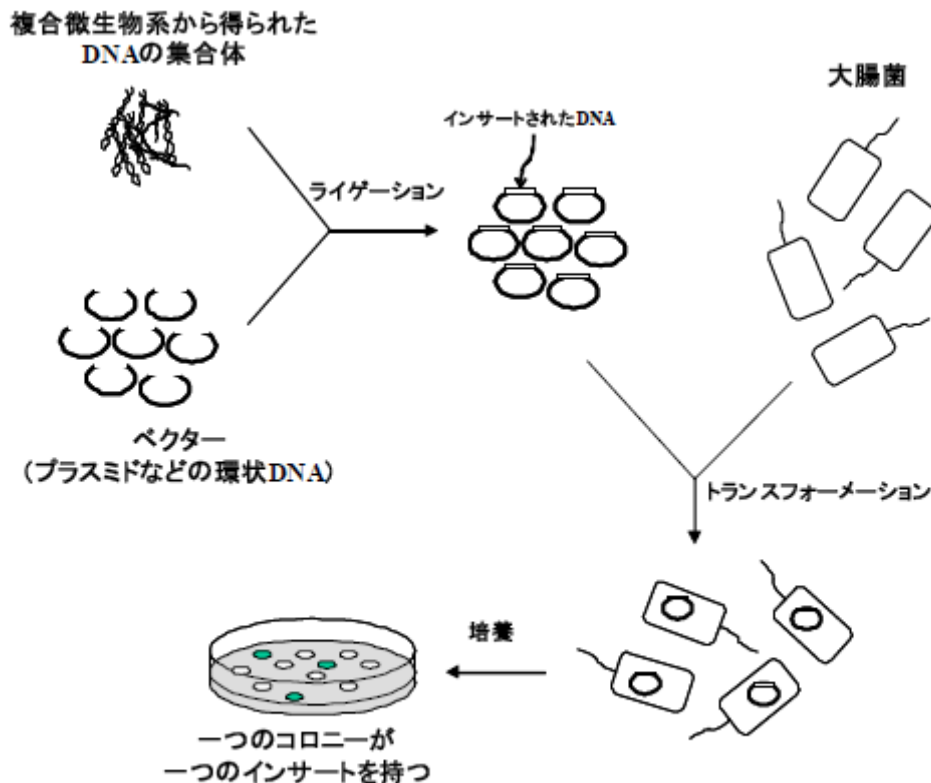 複合微生物系から得られた
DNAの集合体
大腸菌
インサートされたDNA
ライゲーション
ベクター
（プラスミドなどの環状DNA）
トランスフォーメーション
培養
一つのコロニーが
一つのインサートを持つ